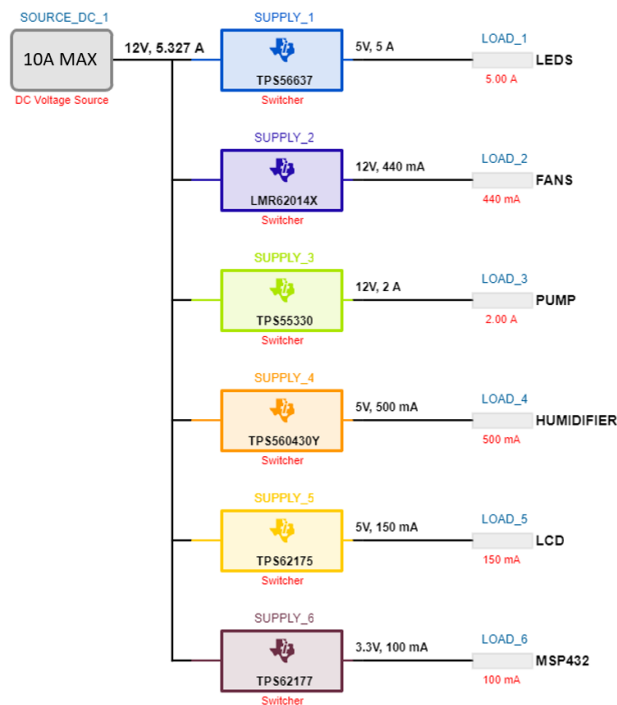 SOURCE_DC_1
10A MAX
DC Voltage Source
12V, 5.327 A
SUPPLY_1
TPS56637
Switcher
5V, 5 A
LOAD_1
LEDS
5.00 A
SUPPLY_2
LMR62014X
Switcher
12V, 440 mA
LOAD_2
FANS
440 mA
SUPPLY_3
TPS55330
Switcher
12V, 2 A
LOAD_3
PUMP
2.00 A
SUPPLY_4
TPS560430Y
Switcher
5V, 500 mA
LOAD_4
HUMIDIFIER
500 mA
SUPPLY_5
TPS62175
Switcher
5V, 150 mA
LOAD_5
LCD
150 mA
SUPPLY_6
TPS62177
Switcher
3.3V, 100 mA
LOAD_6
MSP432
100 mA